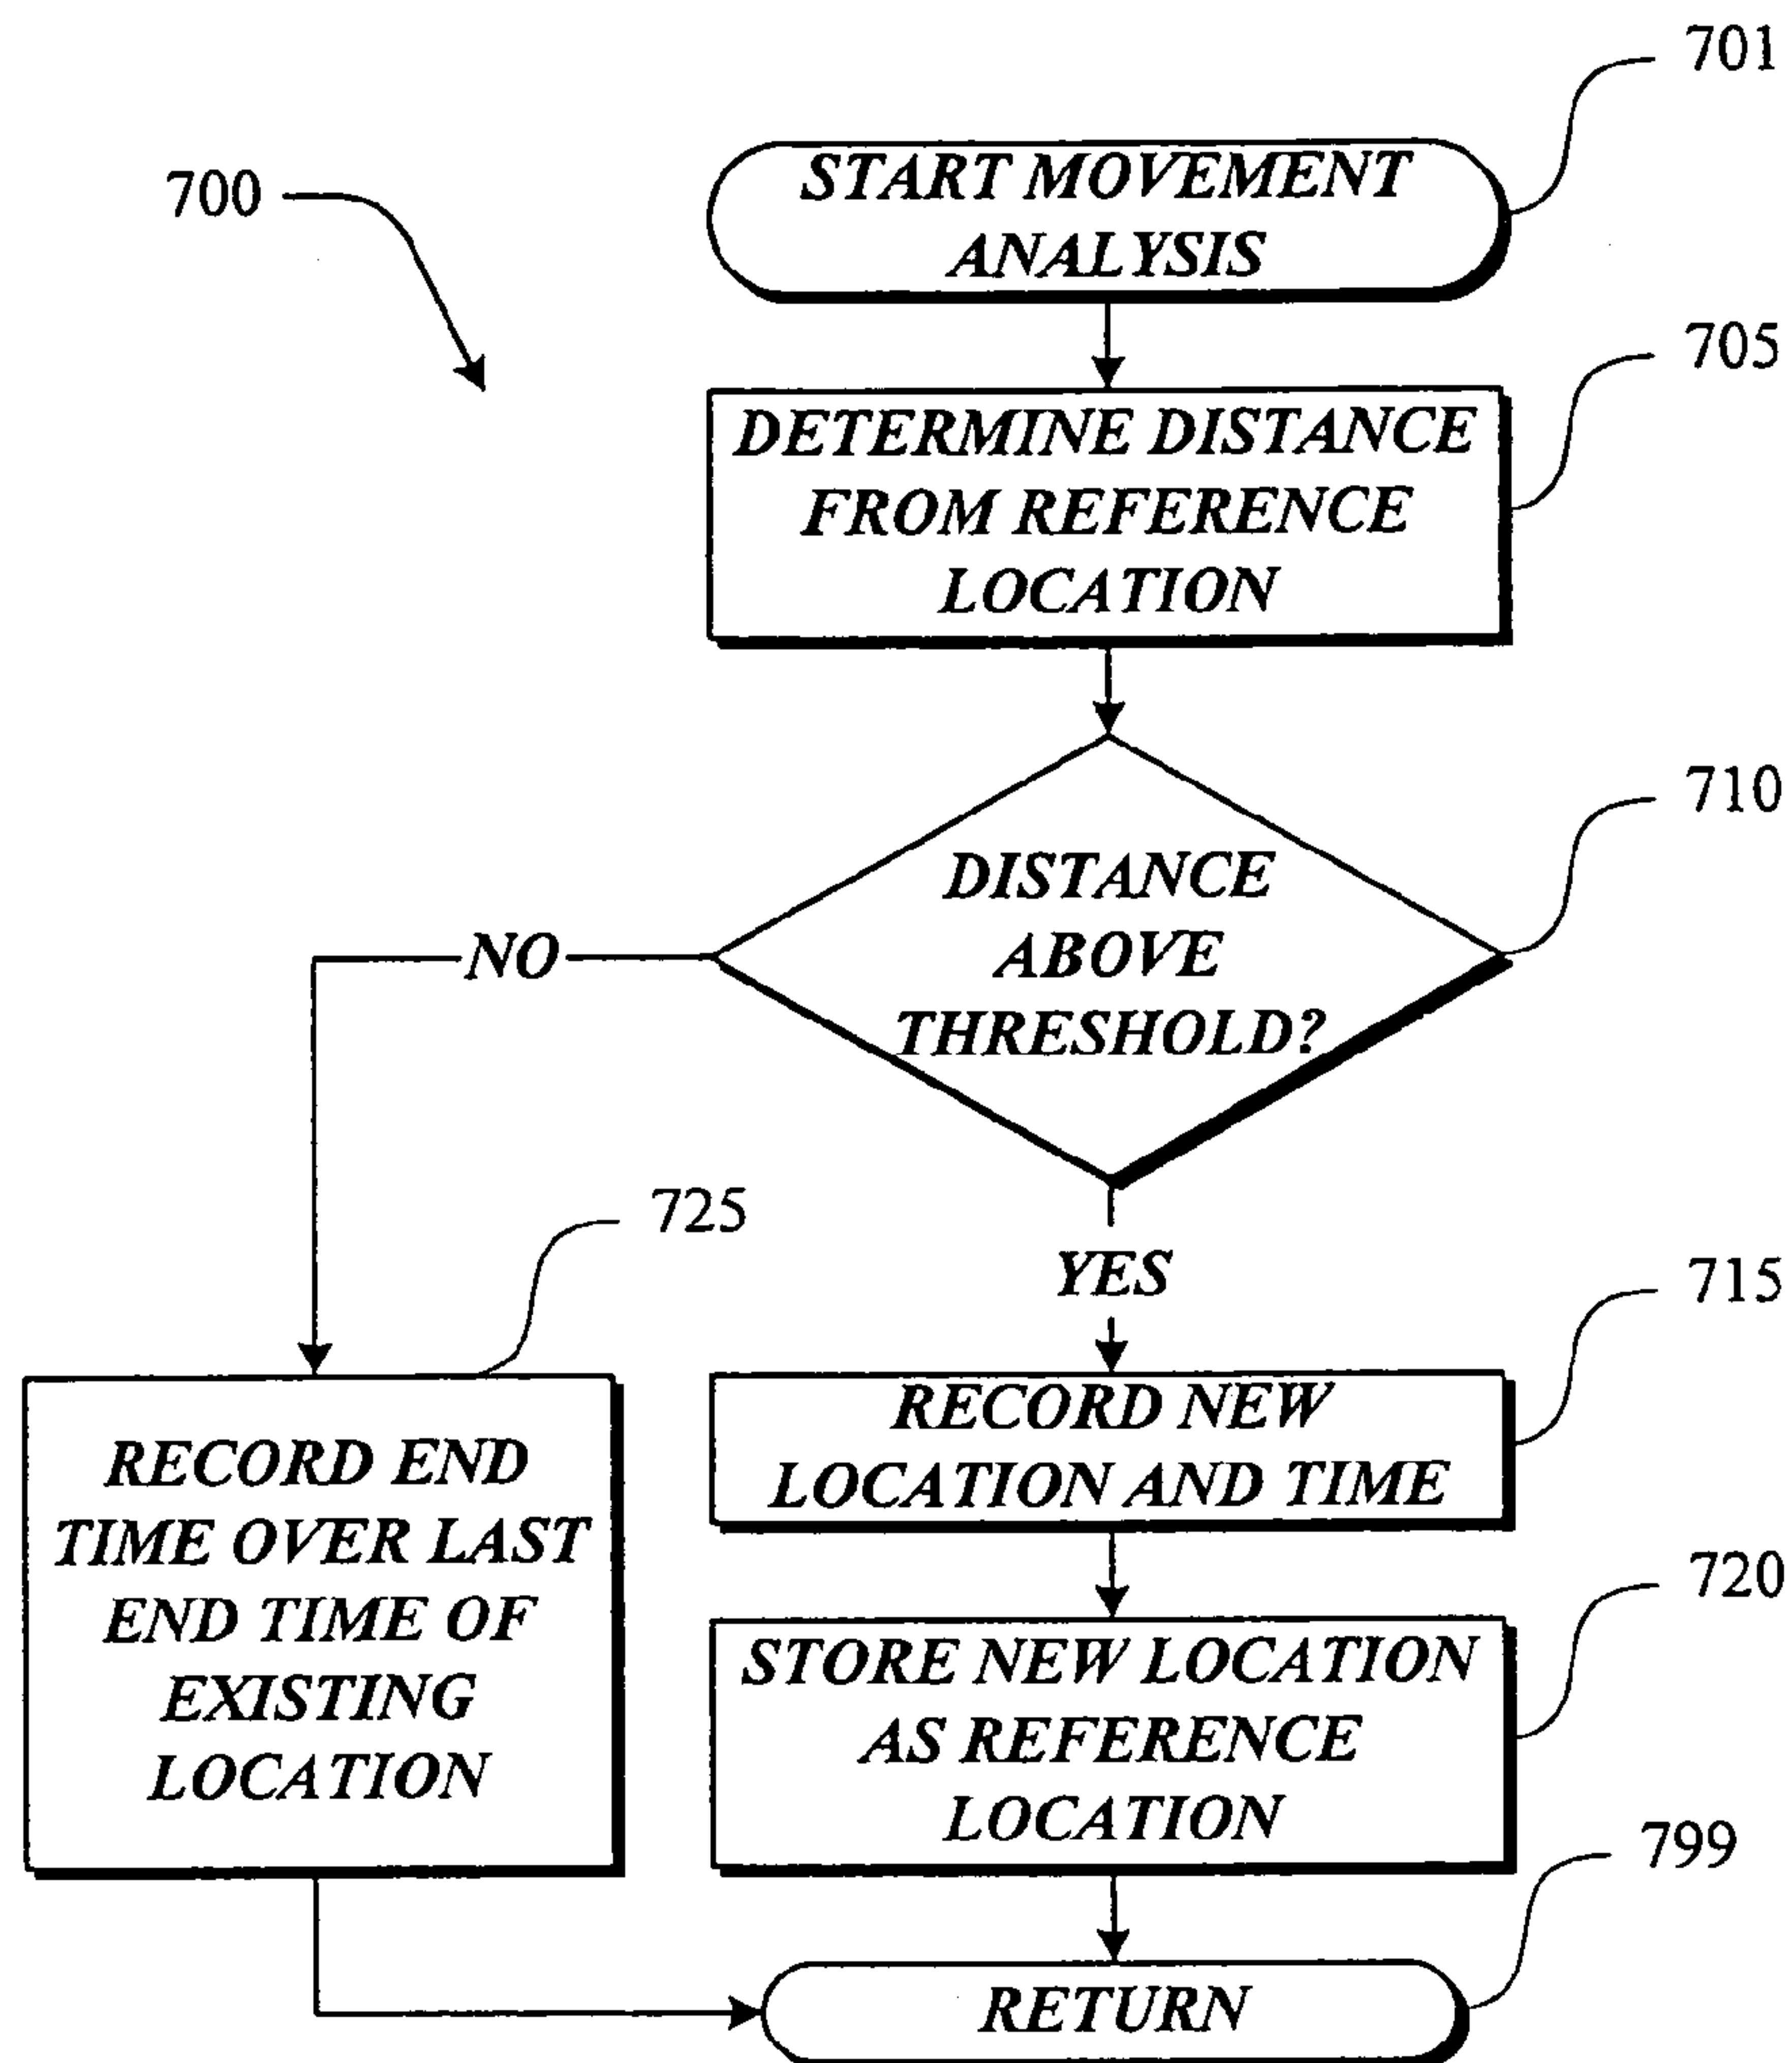 701
700
START MOVEMENT
ANALYSIS
705
DETERMINE DISTANCE
FROM REFERENCE
LOCATION
710
DISTANCE
ABOVE
THRESHOLD?
NO
YES
725
715
RECORD END
TIME OVER LAST
END TIME OF
EXISTING
LOCATION
RECORD NEW
LOCATION AND TIME
720
STORE NEW LOCATION
AS REFERENCE
LOCATION
799
RETURN